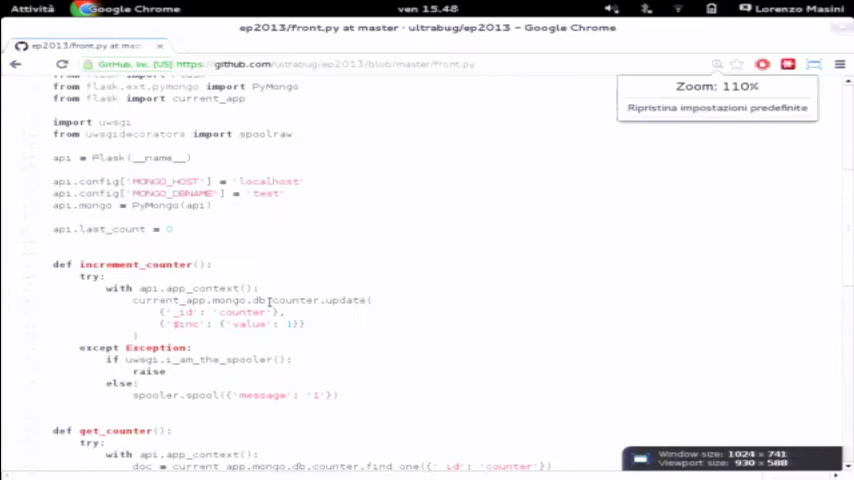 Attività
Google Chrome
ven 15.48
Lorenzo Masini
ep2013/front.py at master · ultrabug/ep2013 - Google Chrome
ep2013/front.py at mas
GitHub, Inc. [US] https://github.com/ultrabug/ep2013/blob/master/front.py
Zoom: 110%
Ripristina impostazioni predefinite
from flask import Flask
from flask.ext.pymongo import PyMongo
from flask import current_app
import uwsgi
from uwsgidecorators import spoolraw
api = Flask(__name__)
api.config['MONGO_HOST'] = 'localhost'
api.config['MONGO_DBNAME'] = 'test'
api.mongo = PyMongo(api)
api.last_count = 0
def increment_counter():
try:
with api.app_context():
current_app.mongo.db.counter.update(
{'_id': 'counter'},
{'$inc': {'value': 1}}
)
except Exception:
if uwsgi.i_am_the_spooler():
raise
else:
spooler.spool({'message': '1'})
def get_counter():
try:
with api.app_context():
doc = current_app.mongo.db.counter.find_one({'_id': 'counter'})
Window size: 1024 x 741
Viewport size: 930 x 588